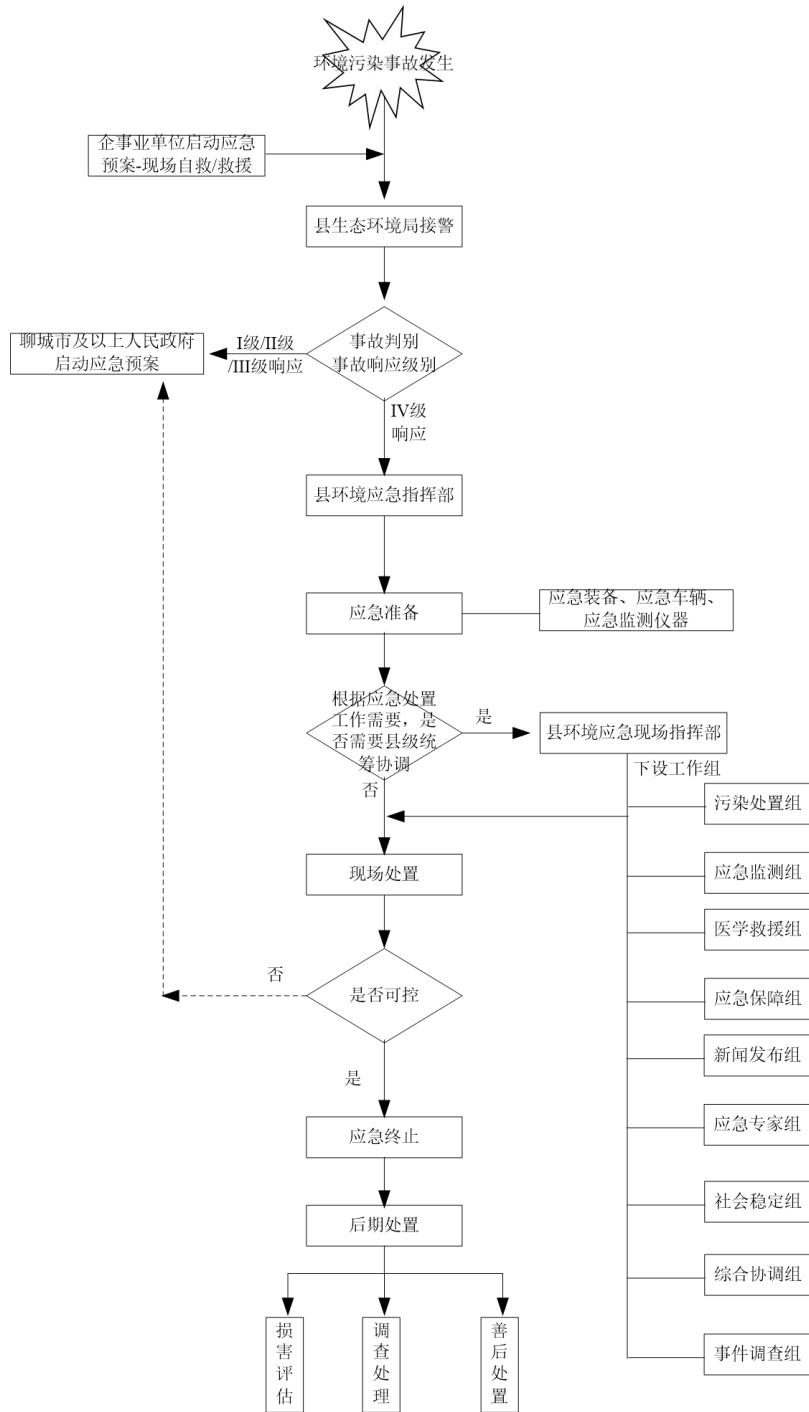 环境污染事故发生
企事业单位启动应急
预案-现场自救/救援
县生态环境局接警
聊城市及以上人民政府
启动应急预案
I级/II级
/III级响应
事故判别
事故响应级别
IV级
响应
县环境应急指挥部
应急准备
应急装备、应急车辆、
应急监测仪器
根据应急处置
工作需要，是
否需要县级统
筹协调
是
县环境应急现场指挥部
否
下设工作组
污染处置组
现场处置
应急监测组
医学救援组
否
是否可控
应急保障组
新闻发布组
是
应急终止
应急专家组
后期处置
社会稳定组
综合协调组
损害评估
调查处理
善后处置
事件调查组